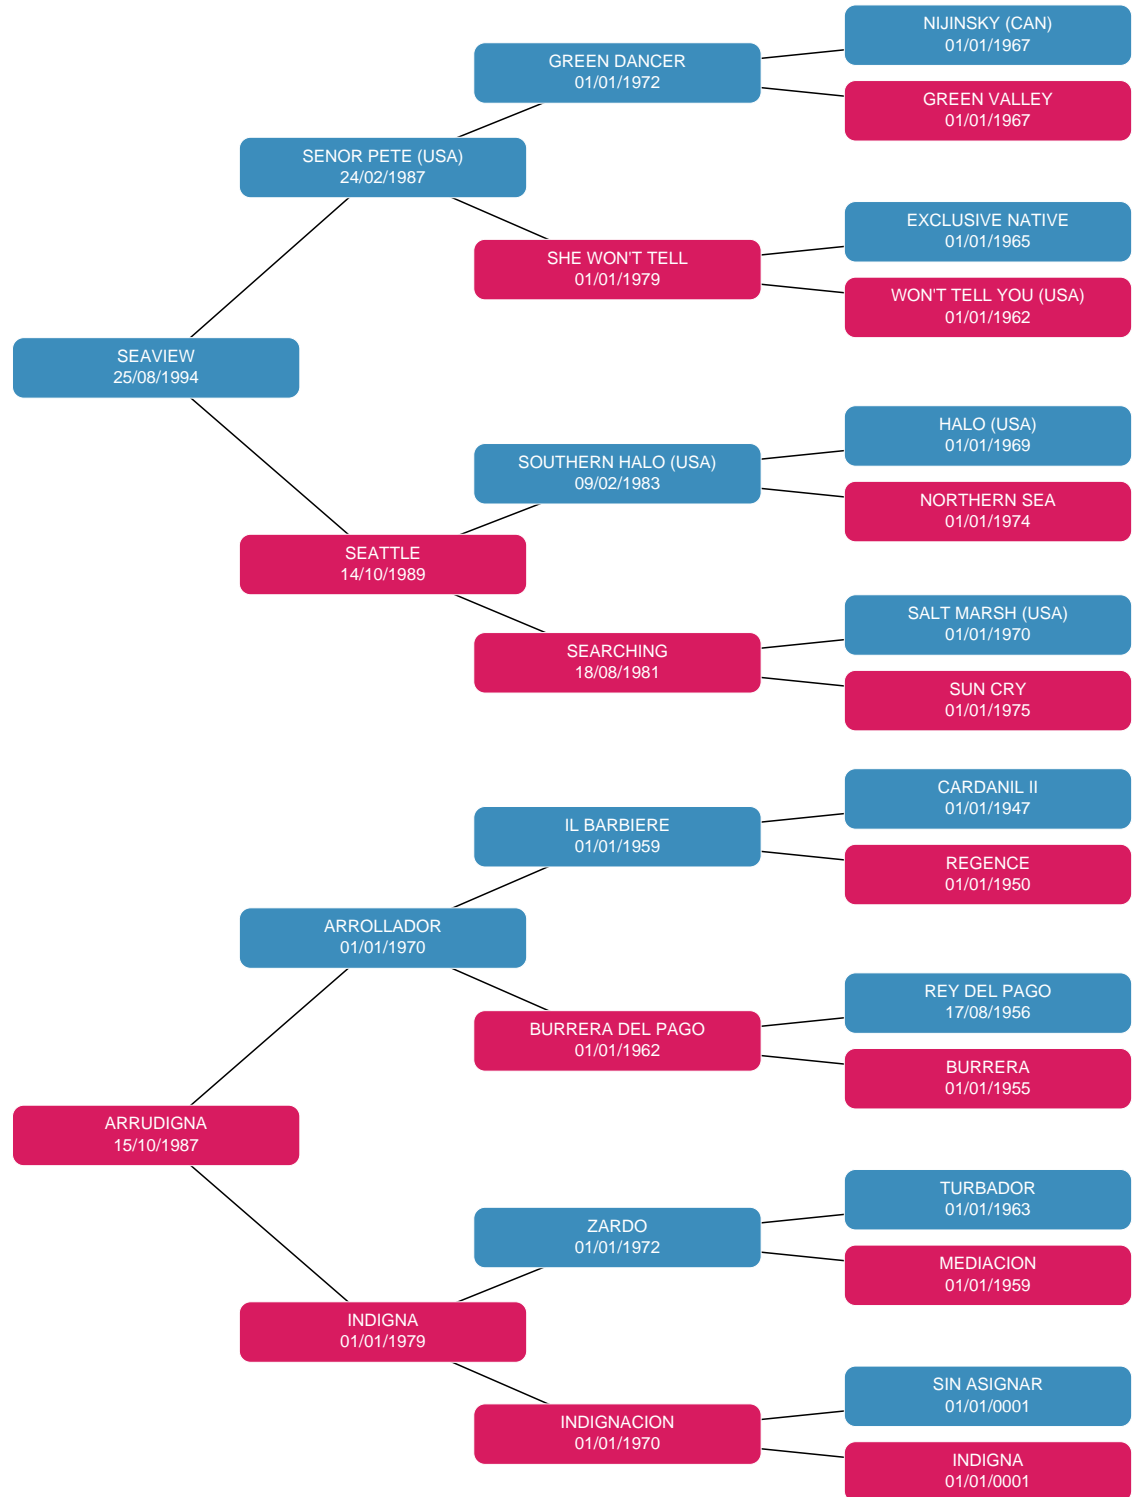 NIJINSKY (CAN)
01/01/1967
GREEN DANCER
01/01/1972
GREEN VALLEY
01/01/1967
SENOR PETE (USA)
24/02/1987
EXCLUSIVE NATIVE
01/01/1965
SHE WON'T TELL
01/01/1979
WON'T TELL YOU (USA)
01/01/1962
SEAVIEW
25/08/1994
HALO (USA)
01/01/1969
SOUTHERN HALO (USA)
09/02/1983
NORTHERN SEA
01/01/1974
SEATTLE
14/10/1989
SALT MARSH (USA)
01/01/1970
SEARCHING
18/08/1981
SUN CRY
01/01/1975
CARDANIL II
01/01/1947
IL BARBIERE
01/01/1959
REGENCE
01/01/1950
ARROLLADOR
01/01/1970
REY DEL PAGO
17/08/1956
BURRERA DEL PAGO
01/01/1962
BURRERA
01/01/1955
ARRUDIGNA
15/10/1987
TURBADOR
01/01/1963
ZARDO
01/01/1972
MEDIACION
01/01/1959
INDIGNA
01/01/1979
SIN ASIGNAR
01/01/0001
INDIGNACION
01/01/1970
INDIGNA
01/01/0001